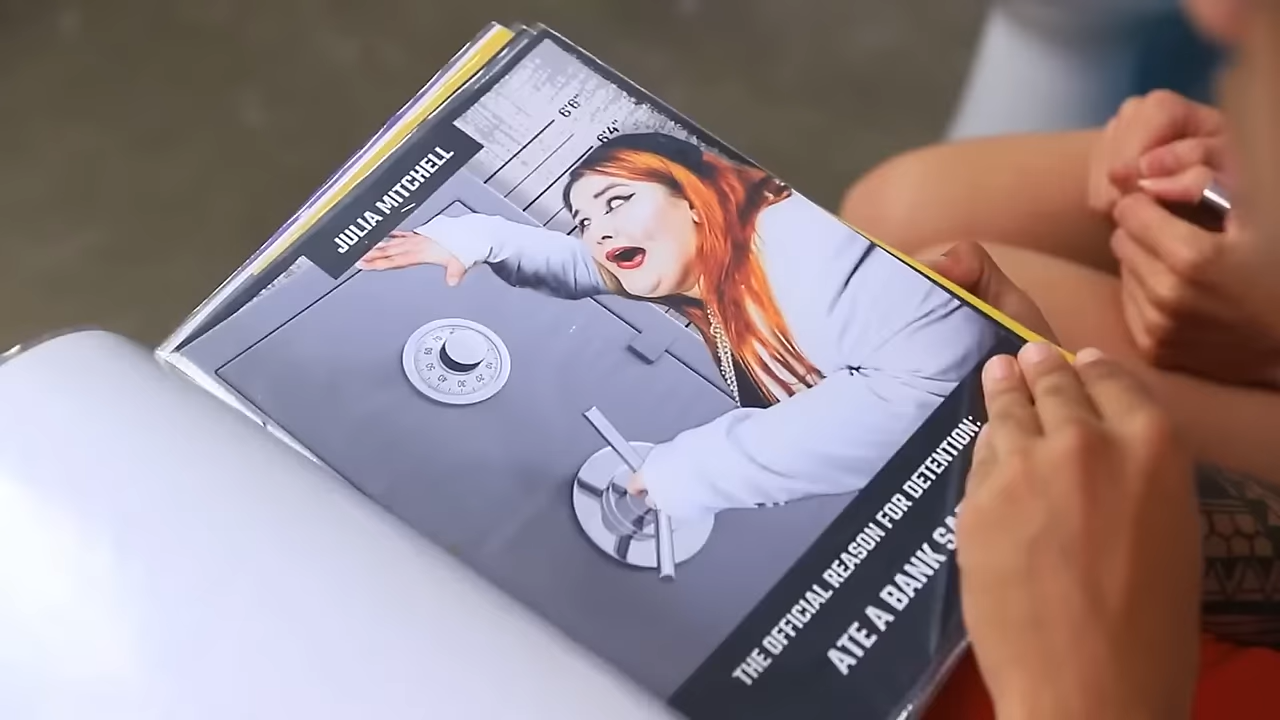 6'6"
6'4"
JULIA MITCHELL
THE OFFICIAL REASON FOR DETENTION:
ATE A BANK